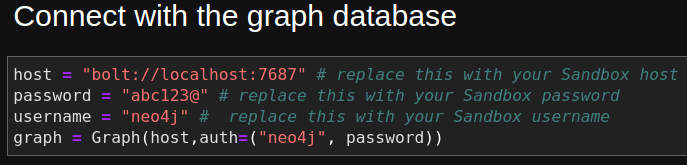 Connect with the graph database
host = "bolt://localhost:7687" # replace this with your Sandbox host
password = "abc123@" # replace this with your Sandbox password
username = "neo4j" #  replace this with your Sandbox username
graph = Graph(host,auth=("neo4j", password))